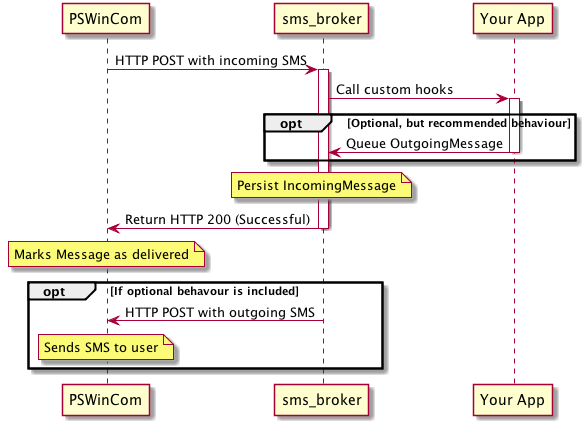 PSWinCom
sms_broker
Your App
HTTP POST with incoming SMS
Call custom hooks
opt
[Optional, but recommended behaviour]
Queue OutgoingMessage
Persist IncomingMessage
Return HTTP 200 (Successful)
Marks Message as delivered
opt
[If optional behavour is included]
HTTP POST with outgoing SMS
Sends SMS to user
PSWinCom
sms_broker
Your App